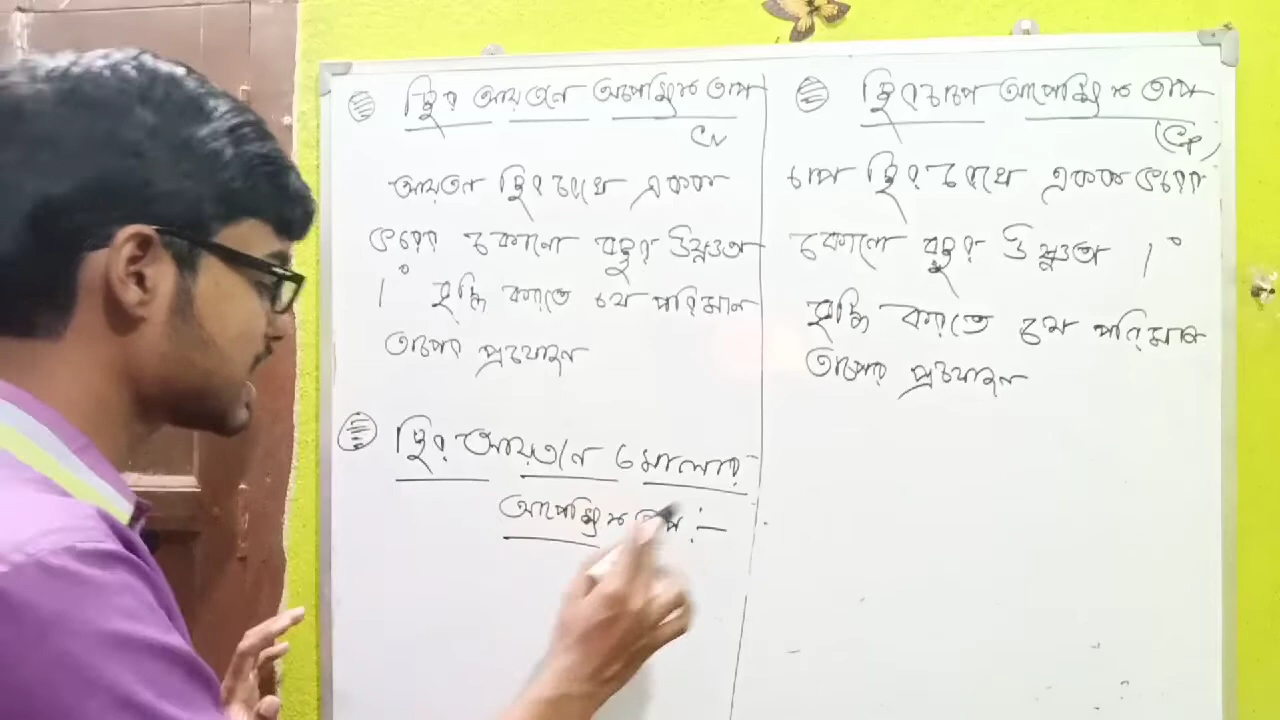 স্থির আয়তনে আপেক্ষিক তাপ
Cv
আয়তন স্থির রেখে একক
ভরের কোনো বস্তুর উষ্ণতা
1° বৃদ্ধি করতে যে পরিমান
তাপের প্রয়োজন
স্থির আয়তনে মোলার
আপেক্ষিক তাপ :-
স্থির চাপে আপেক্ষিক তাপ
(Cp)
চাপ স্থির রেখে একক ভরের
কোনো বস্তুর উষ্ণতা 1°
বৃদ্ধি করতে যে পরিমান
তাপের প্রয়োজন